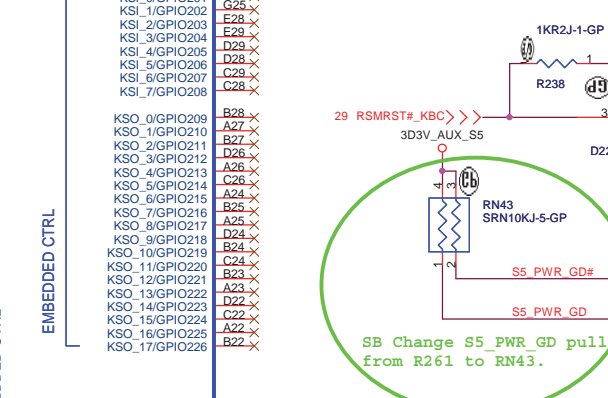 KSI_1/GPIO202 G25
KSI_2/GPIO203 E28
KSI_3/GPIO204 E29
KSI_4/GPIO205 D29
KSI_5/GPIO206 D28
KSI_6/GPIO207 C29
KSI_7/GPIO208 C28
KSO_0/GPIO209 B28
KSO_1/GPIO210 A27
KSO_2/GPIO211 B27
KSO_3/GPIO212 D26
KSO_4/GPIO213 A26
KSO_5/GPIO214 C26
KSO_6/GPIO215 A24
KSO_7/GPIO216 B25
KSO_8/GPIO217 A25
KSO_9/GPIO218 D24
KSO_10/GPIO219 B24
KSO_11/GPIO220 C24
KSO_12/GPIO221 B23
KSO_13/GPIO222 A23
KSO_14/GPIO223 D22
KSO_15/GPIO224 C22
KSO_16/GPIO225 A22
KSO_17/GPIO226 B22
EMBEDDED CTRL
1KR2J-1-GP
1
R238
29 RSMRST#_KBC
3
3D3V_AUX_S5
D22
4 3
RN43
SRN10KJ-5-GP
1 2
S5_PWR_GD#
S5_PWR_GD
SB Change S5_PWR_GD pull
from R261 to RN43.